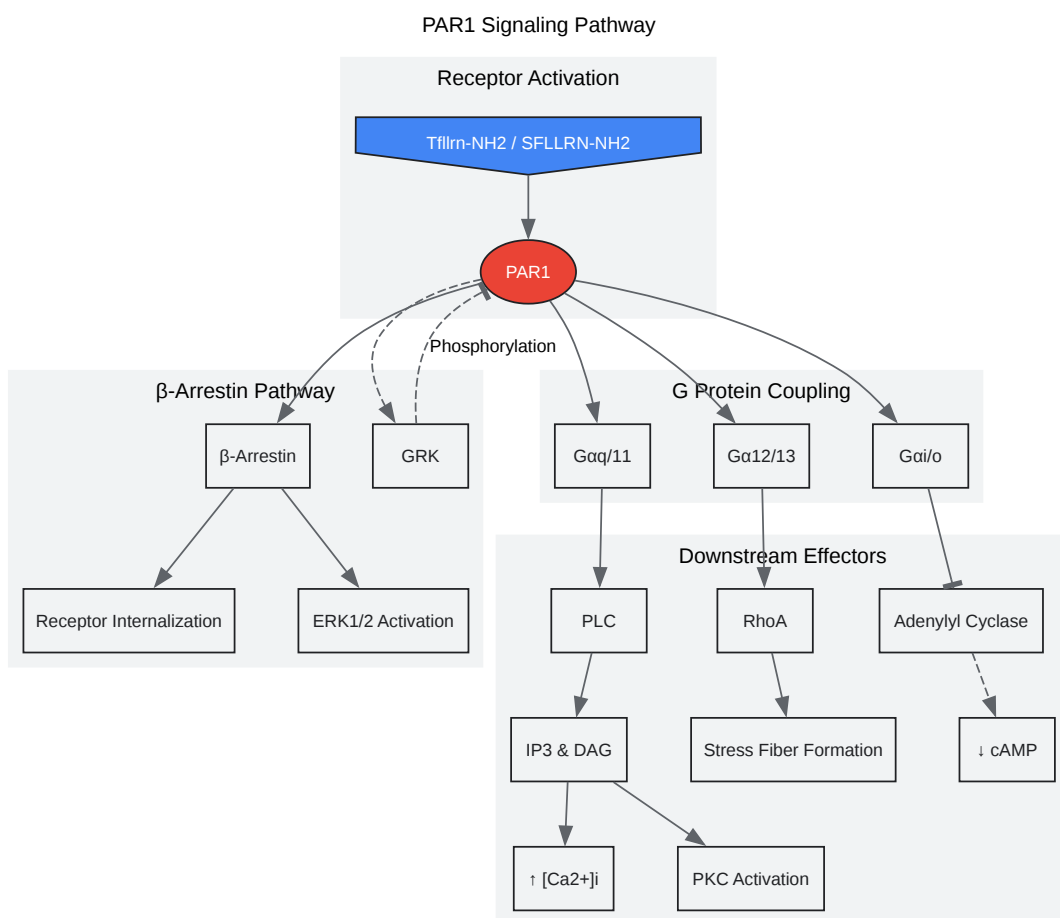 PAR1 Signaling Pathway
Receptor Activation
Tfllrn-NH2 / SFLLRN-NH2
PAR1
Phosphorylation
β-Arrestin Pathway
G Protein Coupling
β-Arrestin
GRK
Gαq/11
Gα12/13
Gαi/o
Downstream Effectors
Receptor Internalization
ERK1/2 Activation
PLC
RhoA
Adenylyl Cyclase
IP3 & DAG
Stress Fiber Formation
↓ cAMP
↑ [Ca2+]i
PKC Activation